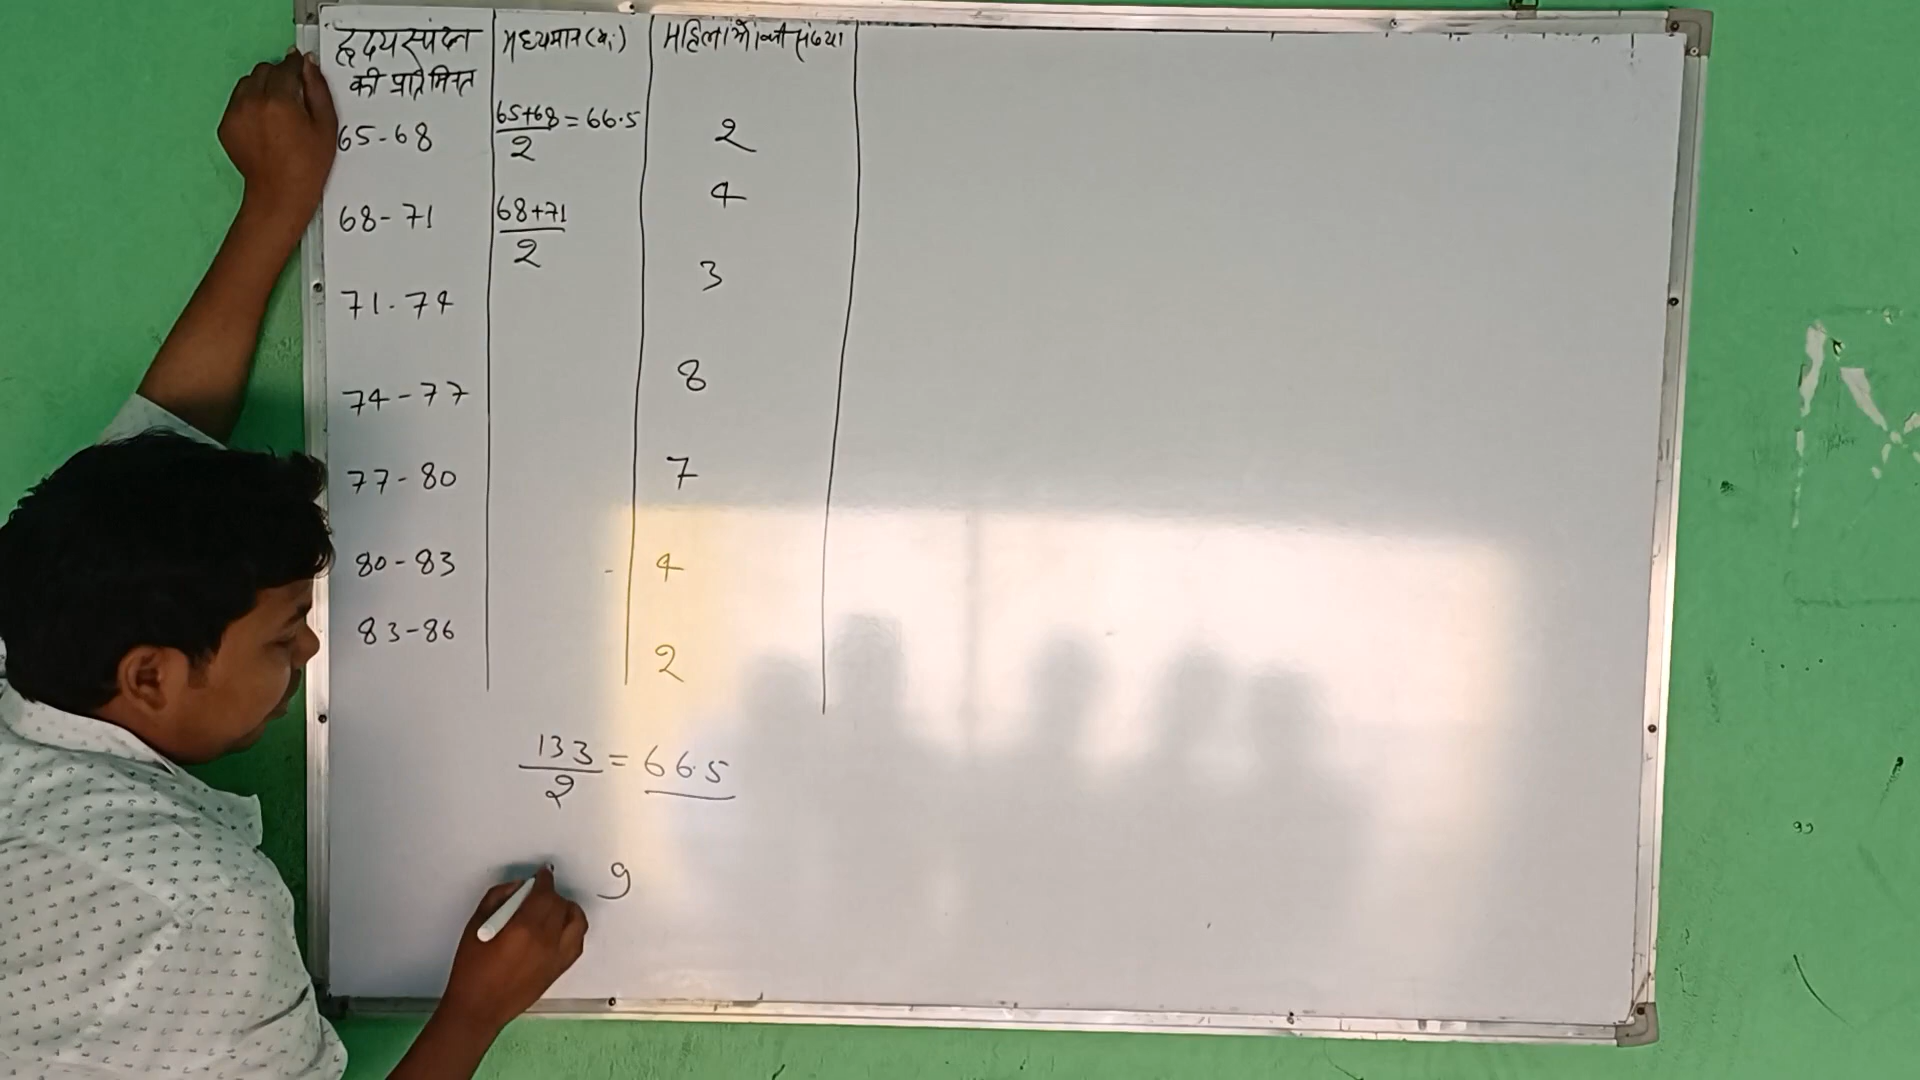 हृदय स्पंदन मध्यमान (xi) महिलाओं की संख्या
की प्रति मिनट
65-68 65+68/2 = 66.5 2
68-71 68+71/2 4
71-74 3
74-77 8
77-80 7
80-83 4
83-86 2
133/2 = 66.5
9